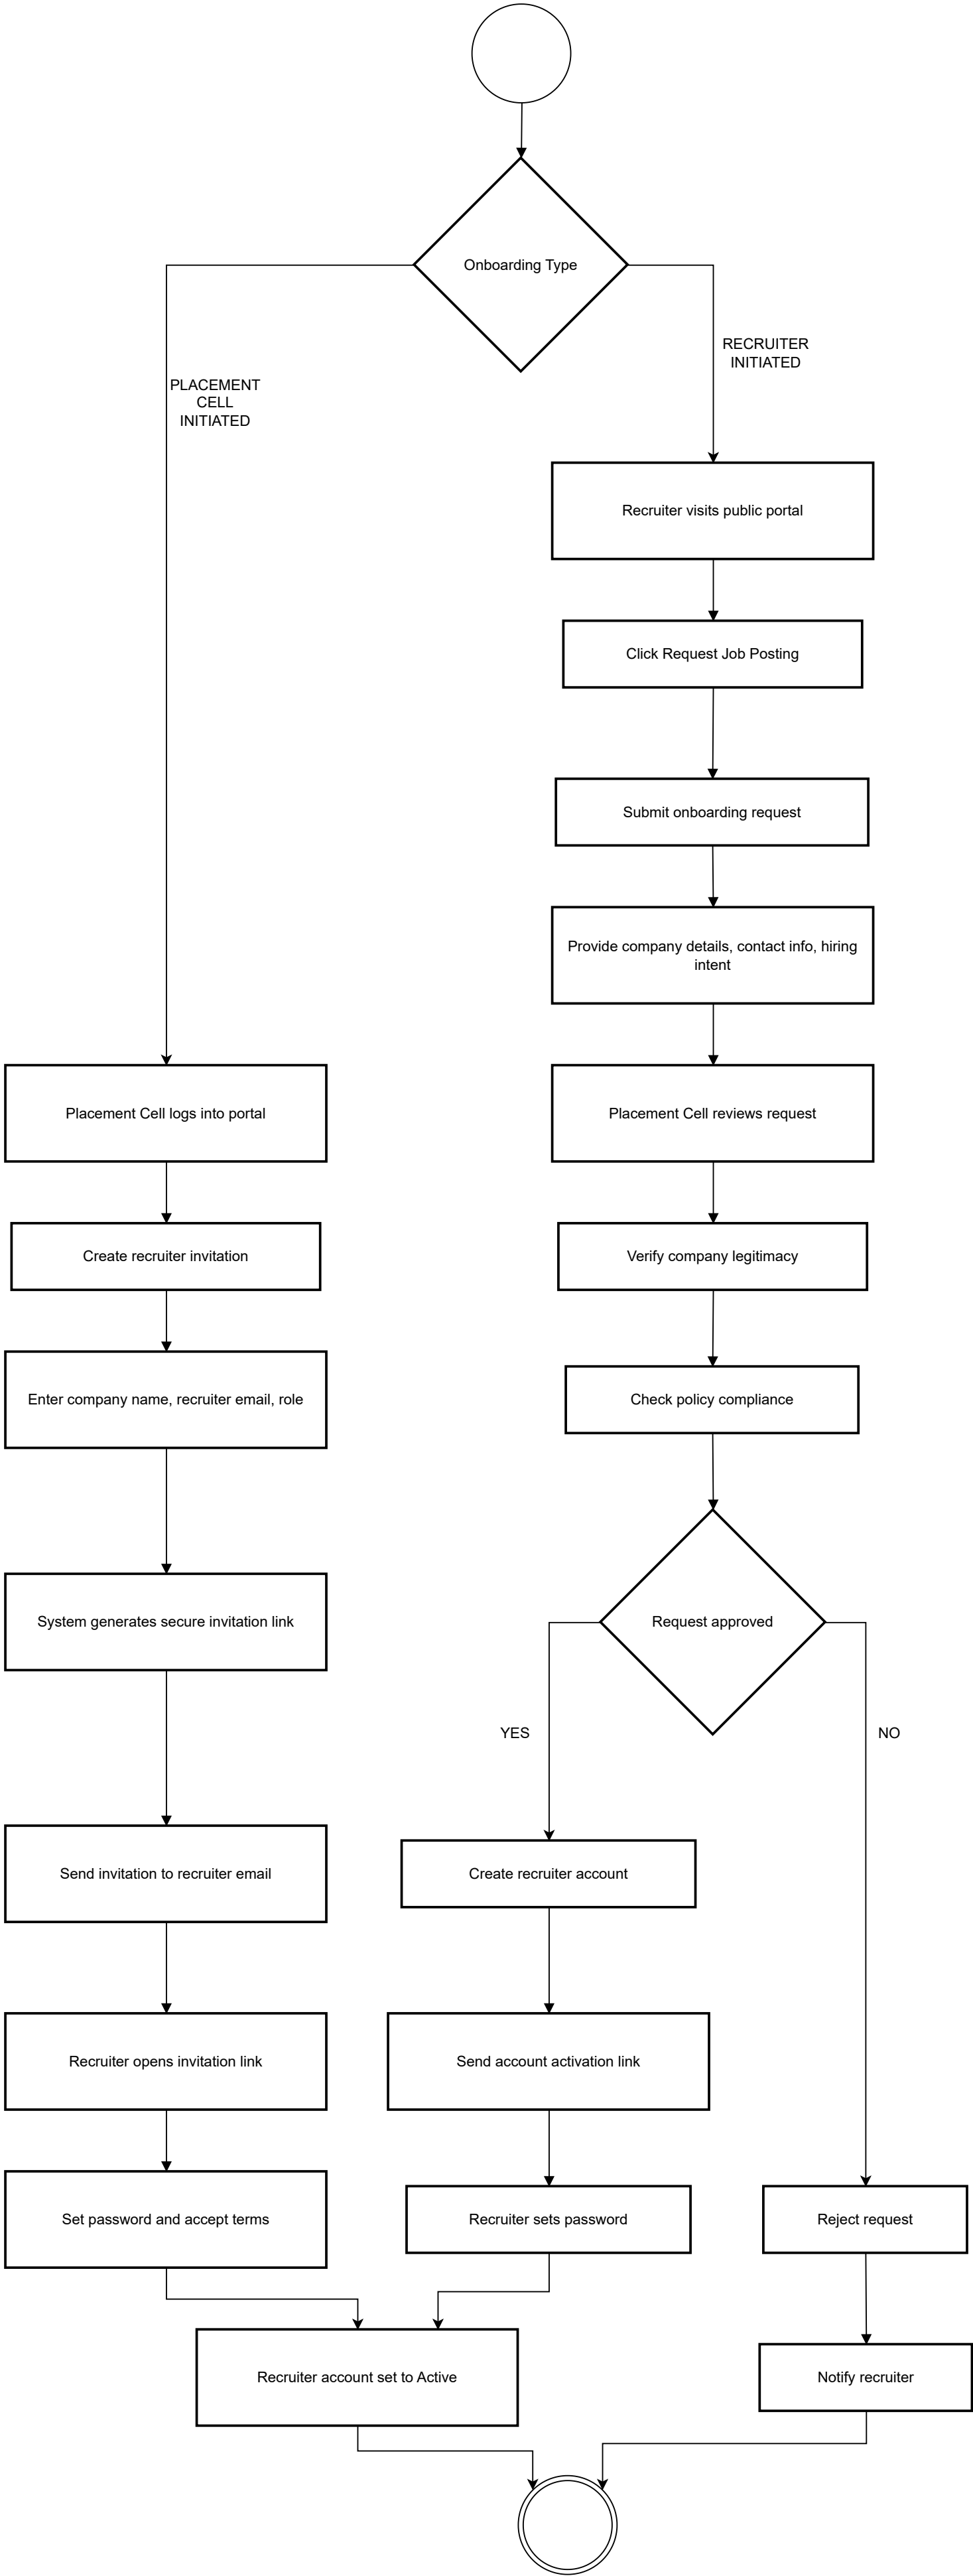 Onboarding Type
PLACEMENT
CELL
INITIATED
RECRUITER
INITIATED
Recruiter visits public portal
Click Request Job Posting
Submit onboarding request
Provide company details, contact info, hiring
intent
Placement Cell logs into portal
Placement Cell reviews request
Create recruiter invitation
Verify company legitimacy
Enter company name, recruiter email, role
Check policy compliance
System generates secure invitation link
Request approved
YES
NO
Send invitation to recruiter email
Create recruiter account
Recruiter opens invitation link
Send account activation link
Set password and accept terms
Recruiter sets password
Reject request
Recruiter account set to Active
Notify recruiter